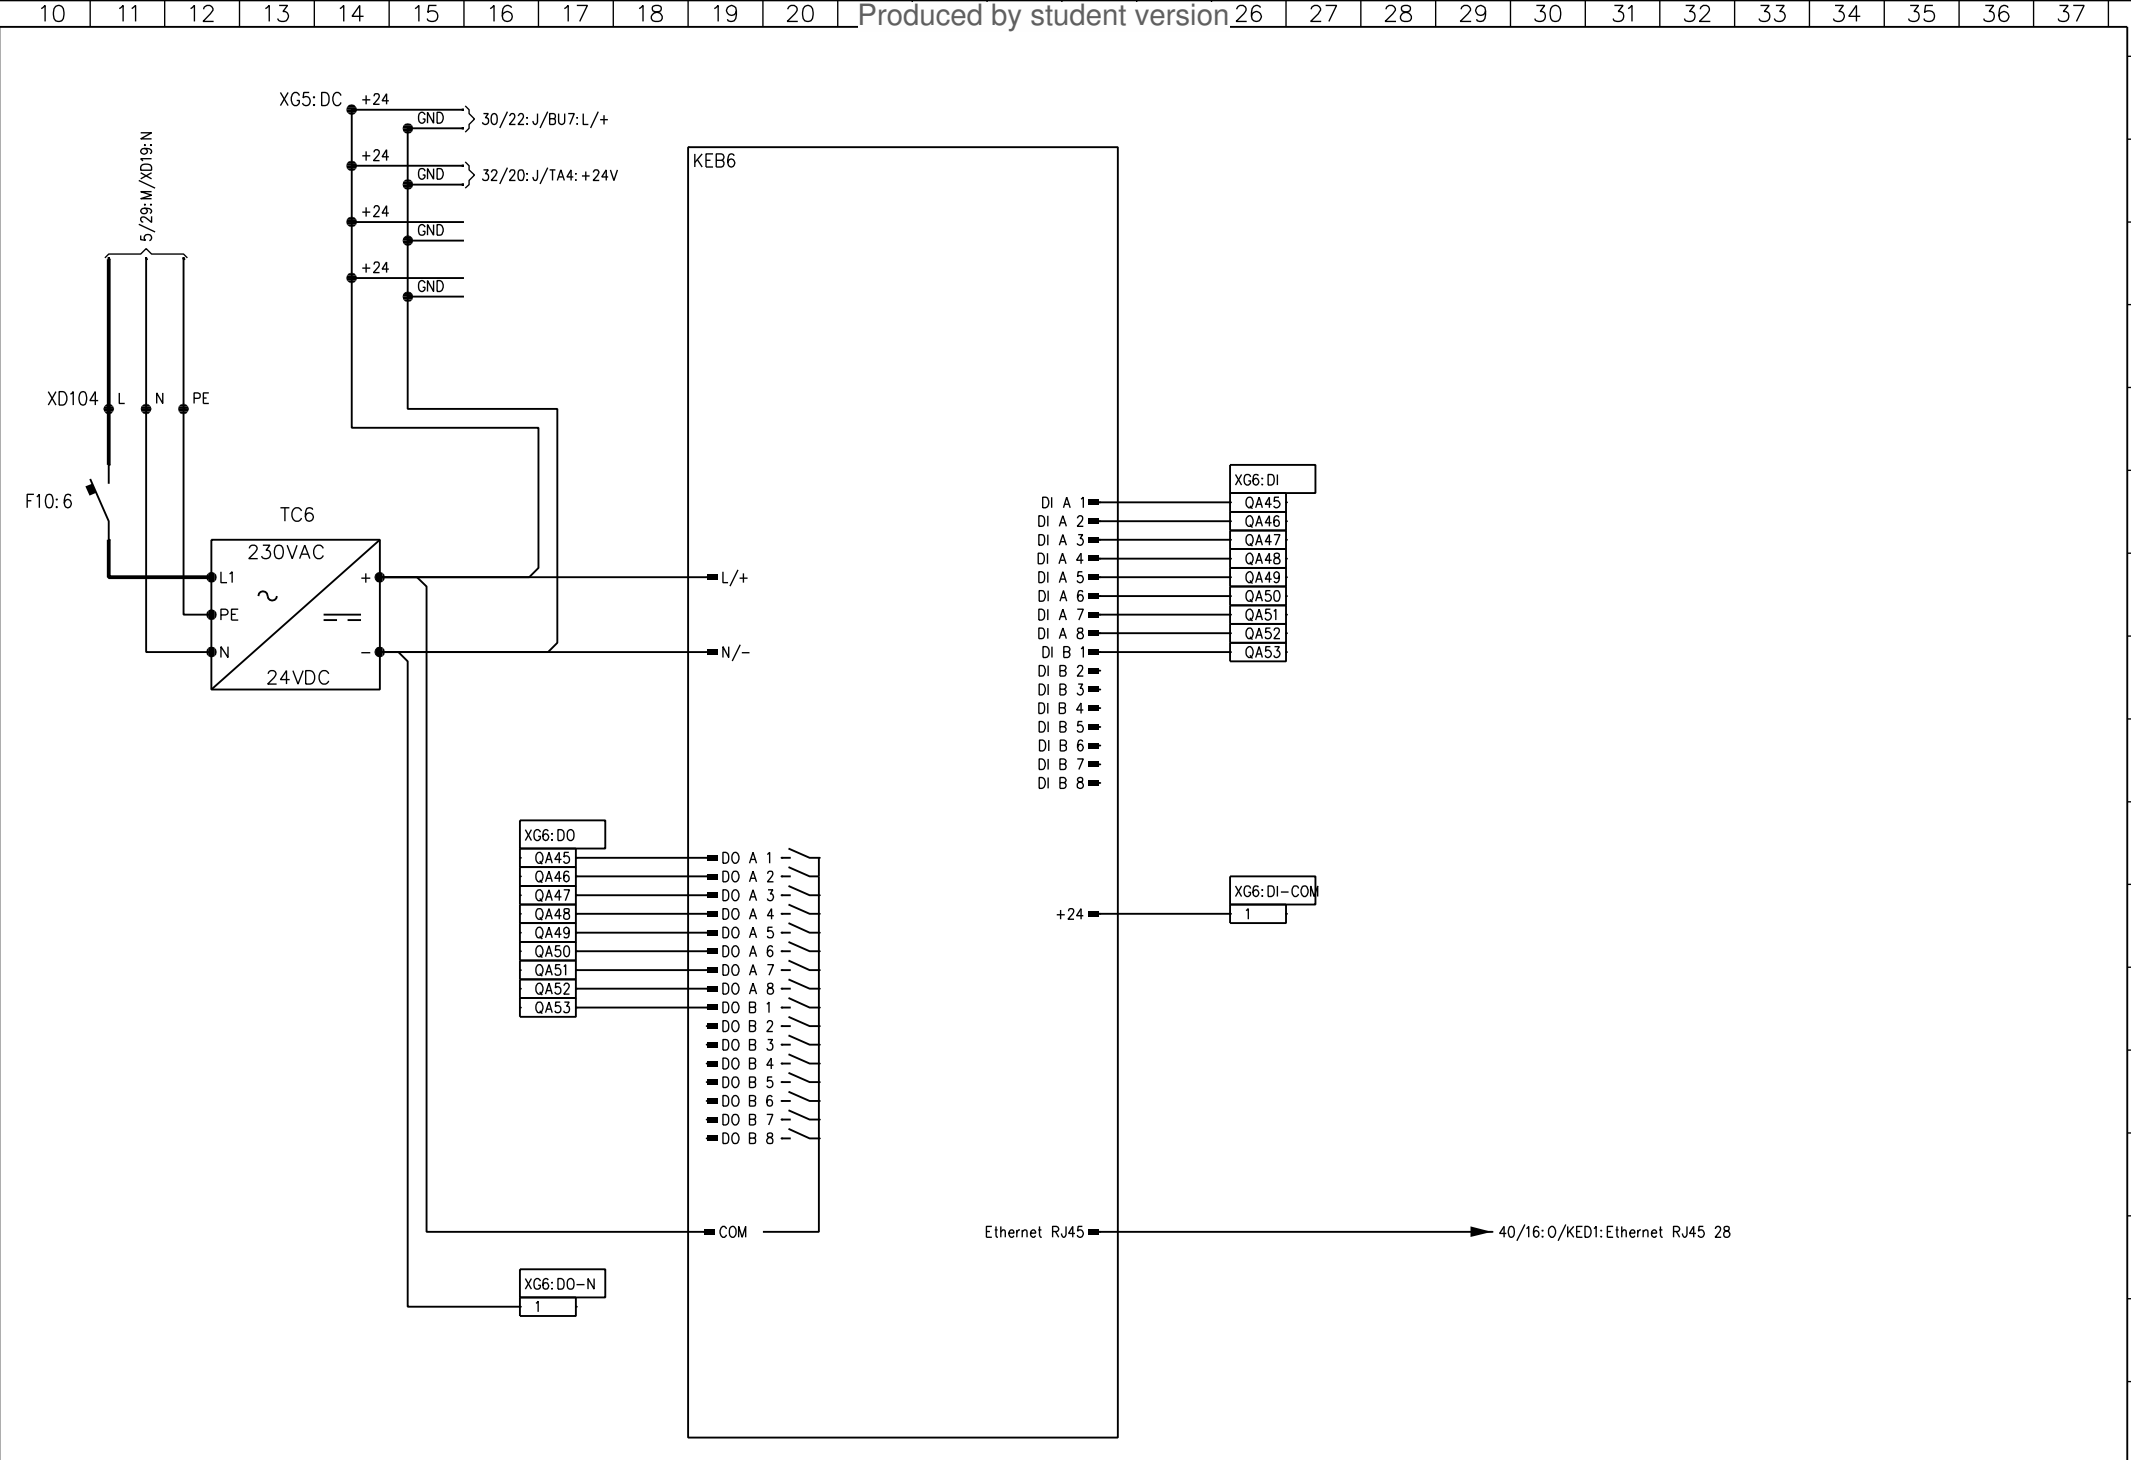 10 11 12 13 14 15 16 17 18 19 20 Produced by student version 26 27 28 29 30 31 32 33 34 35 36 37
XG5:DC
+24
GND
30/22:J/BU7:L/+
+24
GND
32/20:J/TA4:+24V
+24
GND
+24
GND
5/29:M/XD19:N
XD104 L N PE
F10:6
TC6
230VAC
L1 +
PE
N -
24VDC
KEB6
L/+
N/-
XG6:DI
DI A 1 QA45
DI A 2 QA46
DI A 3 QA47
DI A 4 QA48
DI A 5 QA49
DI A 6 QA50
DI A 7 QA51
DI A 8 QA52
DI B 1 QA53
DI B 2
DI B 3
DI B 4
DI B 5
DI B 6
DI B 7
DI B 8
XG6:DO
QA45 DO A 1
QA46 DO A 2
QA47 DO A 3
QA48 DO A 4
QA49 DO A 5
QA50 DO A 6
QA51 DO A 7
QA52 DO A 8
QA53 DO B 1
DO B 2
DO B 3
DO B 4
DO B 5
DO B 6
DO B 7
DO B 8
XG6:DI-COM
+24 1
COM
Ethernet RJ45 40/16:O/KED1:Ethernet RJ45 28
XG6:DO-N
1